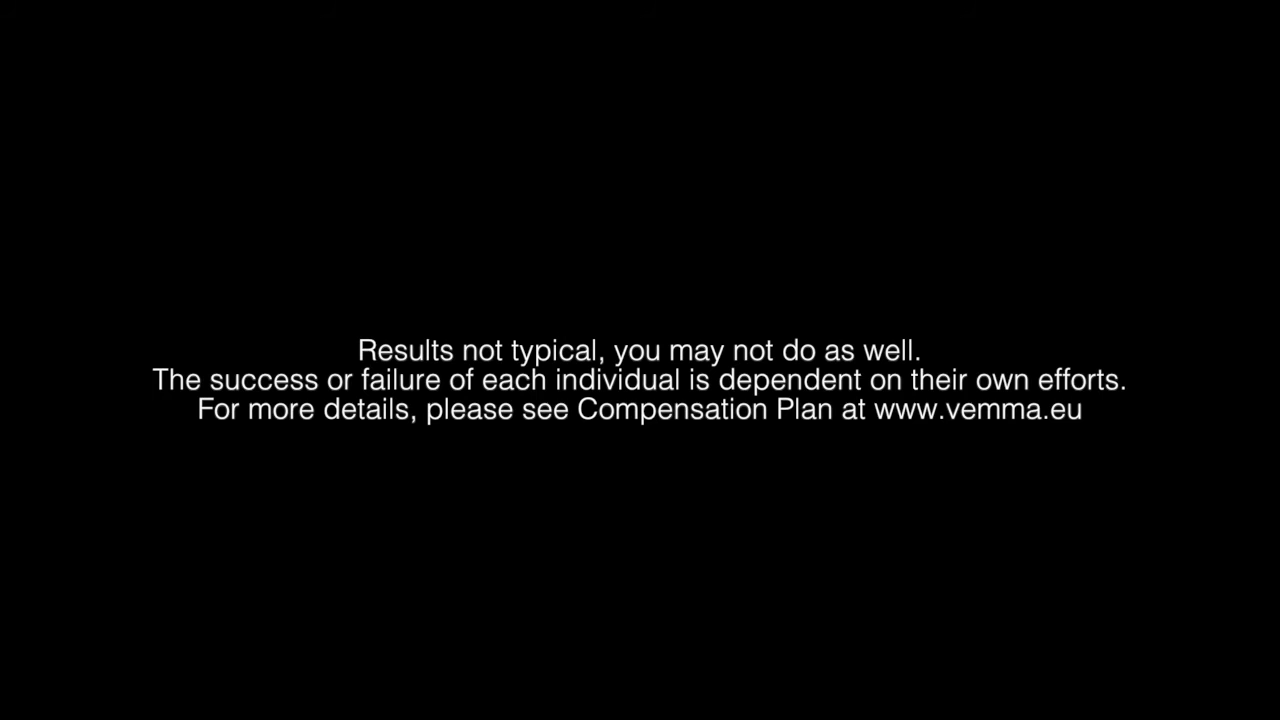 Results not typical, you may not do as well.
The success or failure of each individual is dependent on their own efforts.
For more details, please see Compensation Plan at www.vemma.eu